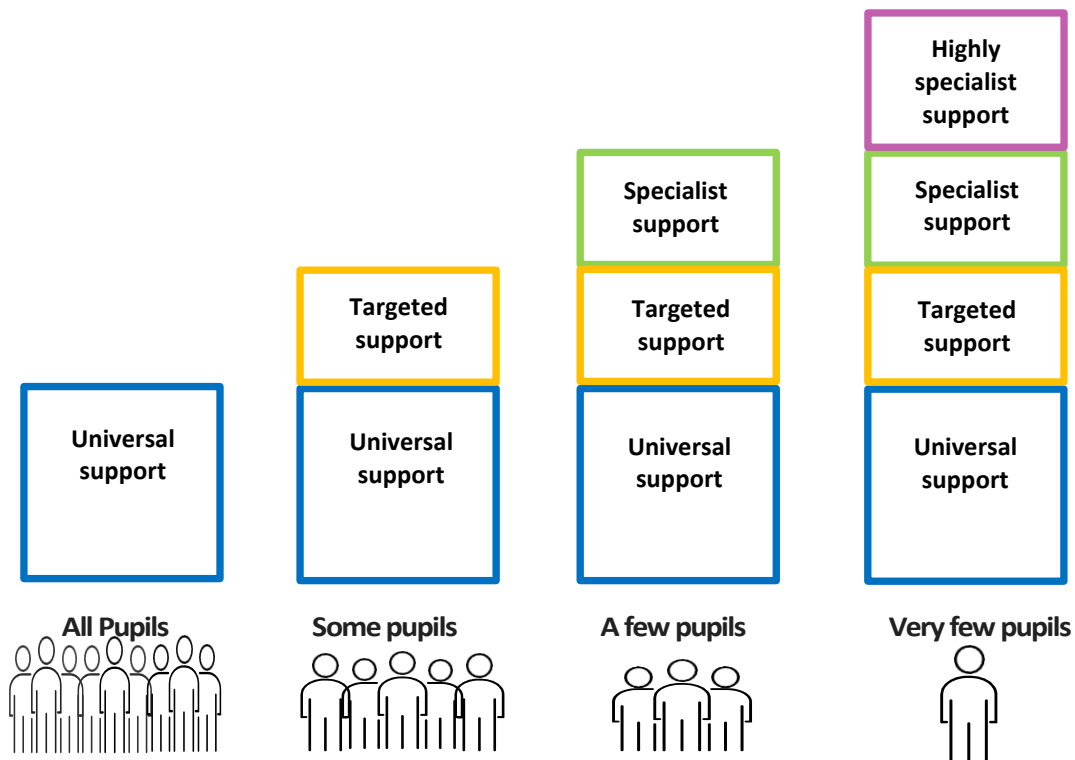 Highly
specialist
support
Specialist
support
Specialist
support
Targeted
support
Targeted
support
Targeted
support
Universal
support
Universal
support
Universal
support
Universal
support
All Pupils
Some pupils
A few pupils
Very few pupils